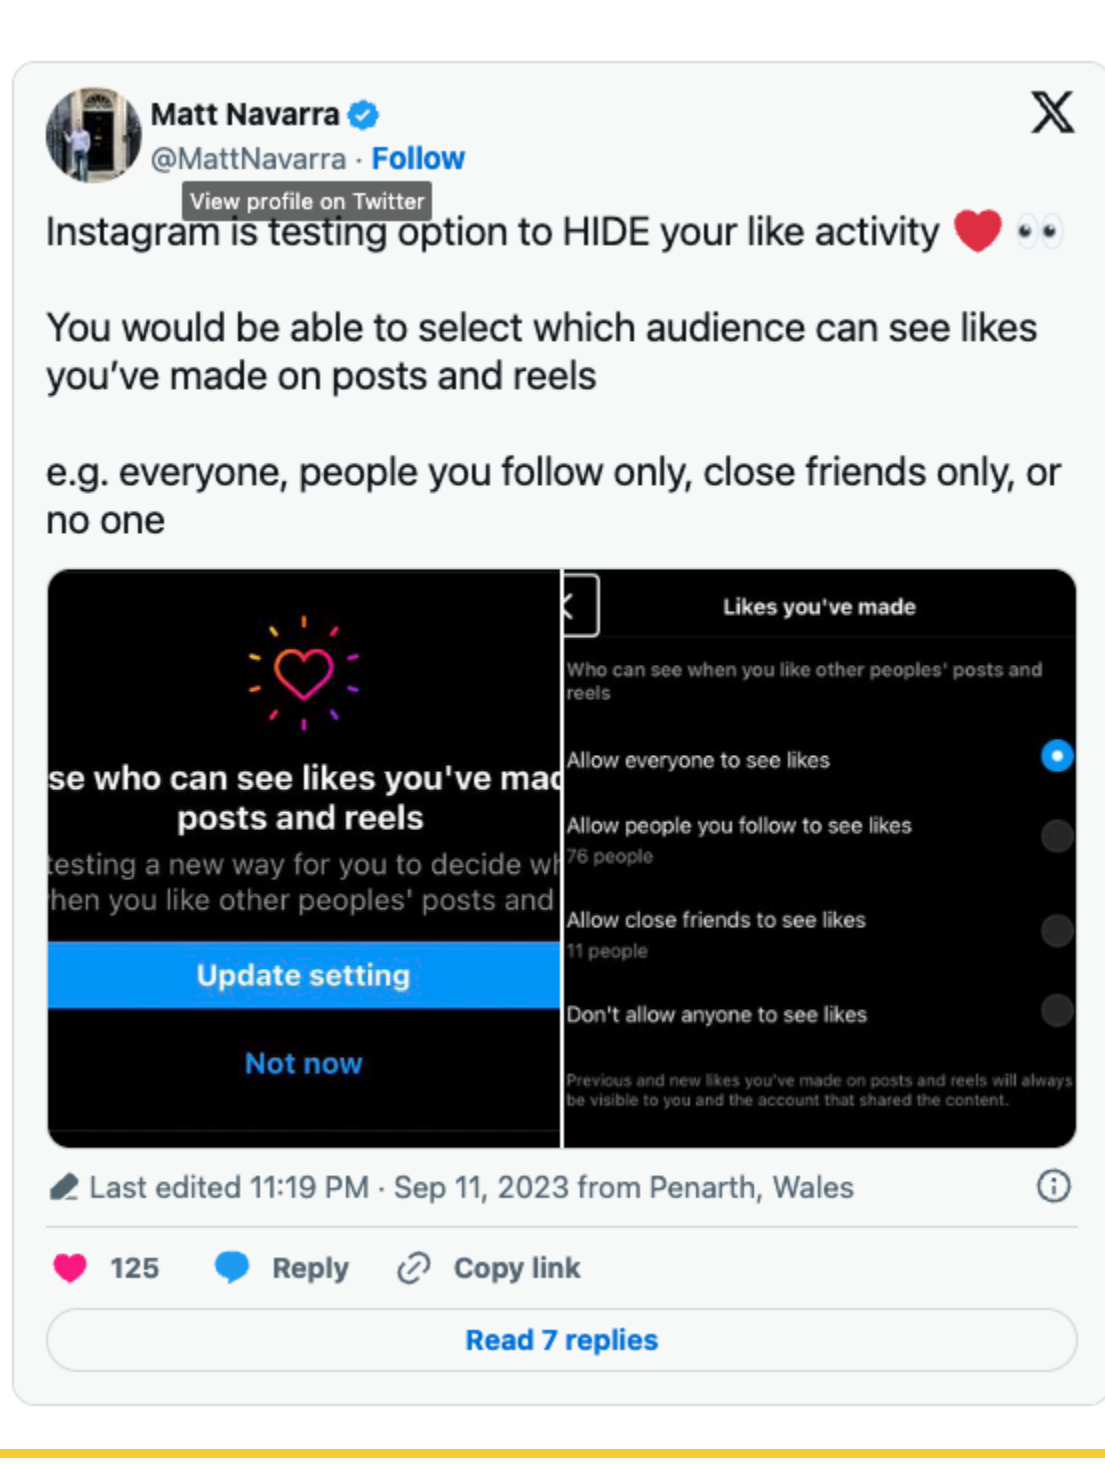 Matt Navarra
@MattNavarra · Follow
View profile on Twitter
Instagram is testing option to HIDE your like activity ❤️ 👀
You would be able to select which audience can see likes
you’ve made on posts and reels
e.g. everyone, people you follow only, close friends only, or
no one
se who can see likes you've mad
posts and reels
testing a new way for you to decide wh
hen you like other peoples' posts and
Update setting
Not now
Likes you've made
Who can see when you like other peoples' posts and
reels
Allow everyone to see likes
Allow people you follow to see likes
76 people
Allow close friends to see likes
11 people
Don't allow anyone to see likes
Previous and new likes you've made on posts and reels will always
be visible to you and the account that shared the content.
Last edited 11:19 PM · Sep 11, 2023 from Penarth, Wales
125 Reply Copy link
Read 7 replies